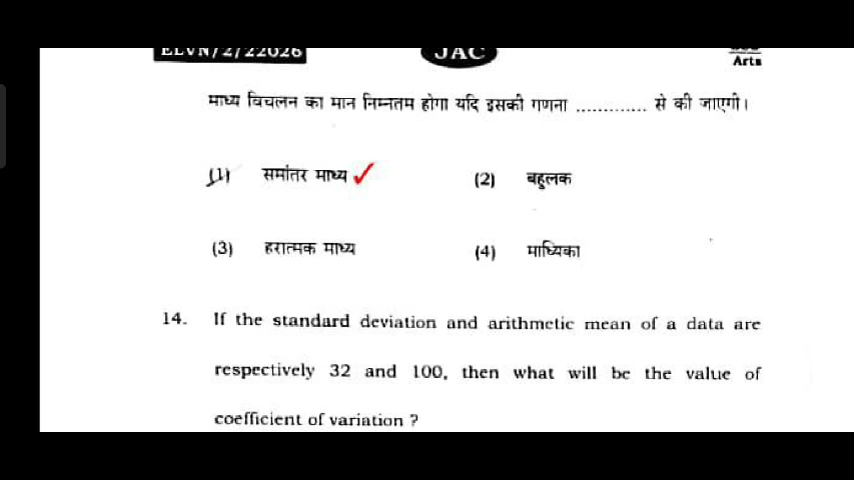 ELVN/2/22026
JAC
Arts
माध्य विचलन का मान निम्नतम होगा यदि इसकी गणना ............. से की जाएगी।
(1) समांतर माध्य ✓
(2) बहुलक
(3) हरात्मक माध्य
(4) माध्यिका
14. If the standard deviation and arithmetic mean of a data are
respectively 32 and 100, then what will be the value of
coefficient of variation ?